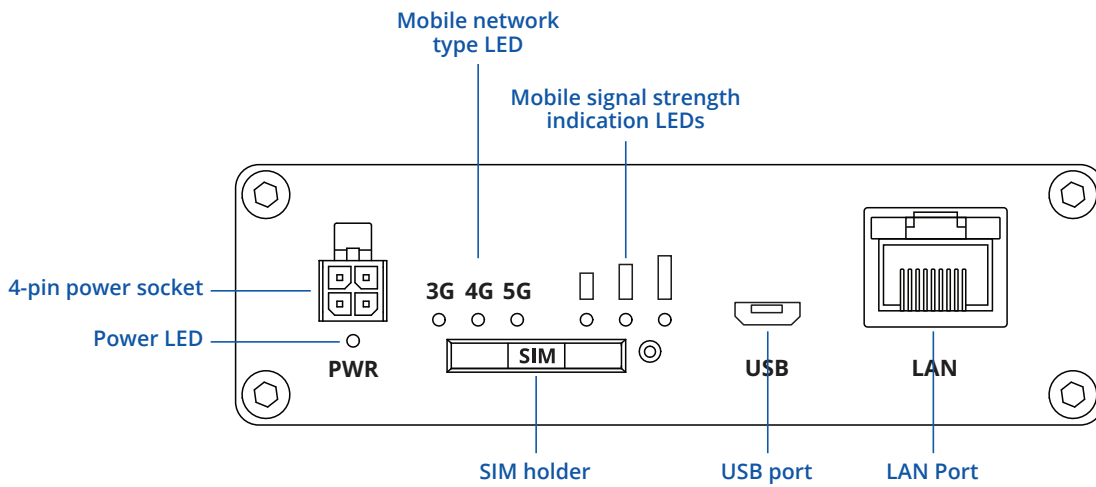 Mobile network
type LED
Mobile signal strength
indication LEDs
4-pin power socket
3G 4G 5G
Power LED
PWR
SIM
USB
LAN
SIM holder
USB port
LAN Port